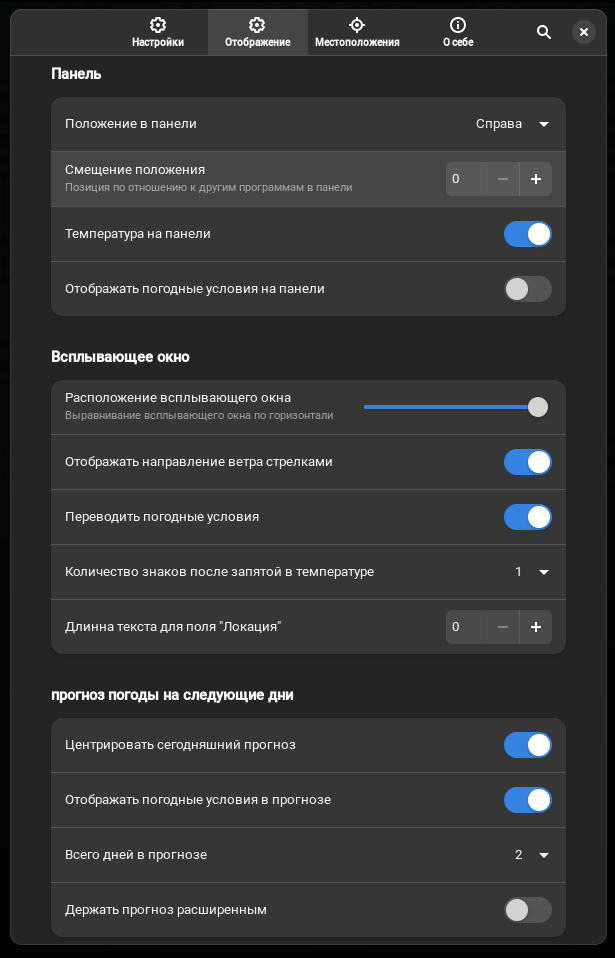 Настройки
Отображение
Местоположения
О себе
Панель
Положение в панели
Справа
Смещение положения
0
Позиция по отношению к другим программам в панели
Температура на панели
Отображать погодные условия на панели
Всплывающее окно
Расположение всплывающего окна
Выравнивание всплывающего окна по горизонтали
Отображать направление ветра стрелками
Переводить погодные условия
Количество знаков после запятой в температуре
1
Длинна текста для поля "Локация"
0
прогноз погоды на следующие дни
Центрировать сегодняшний прогноз
Отображать погодные условия в прогнозе
Всего дней в прогнозе
2
Держать прогноз расширенным